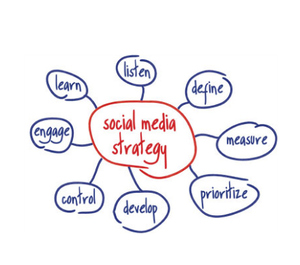 listen
learn
define
social media
strategy
engage
measure
control
develop
prioritize